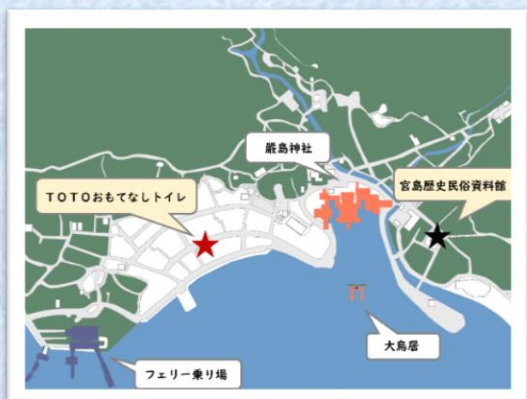 嚴島神社
宮島歴史民俗資料館
TOTOおもてなしトイレ
大鳥居
フェリー乗り場